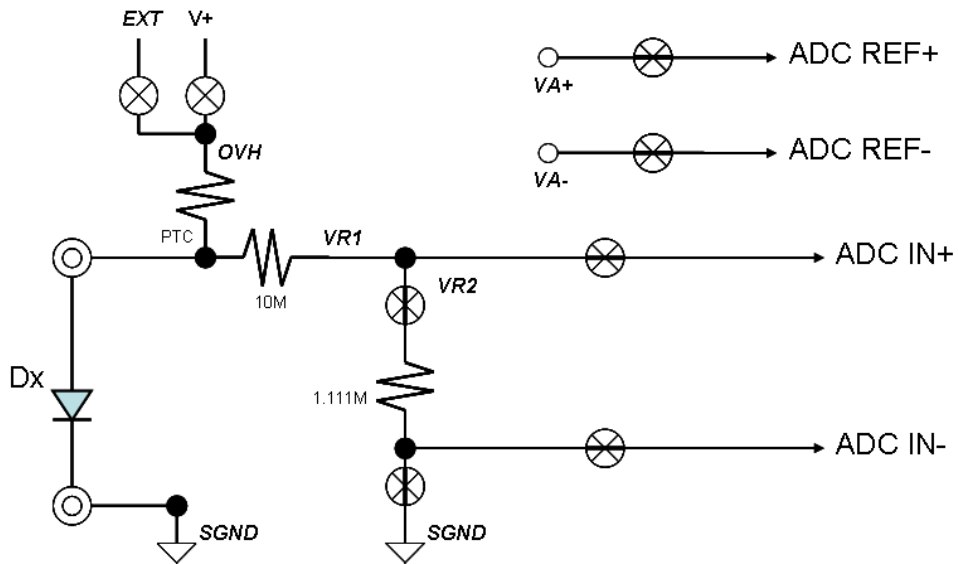 EXT V+
ADC REF+
VA+
OVH
ADC REF-
VA-
PTC
VR1
ADC IN+
10M
VR2
Dx
1.111M
ADC IN-
SGND
SGND